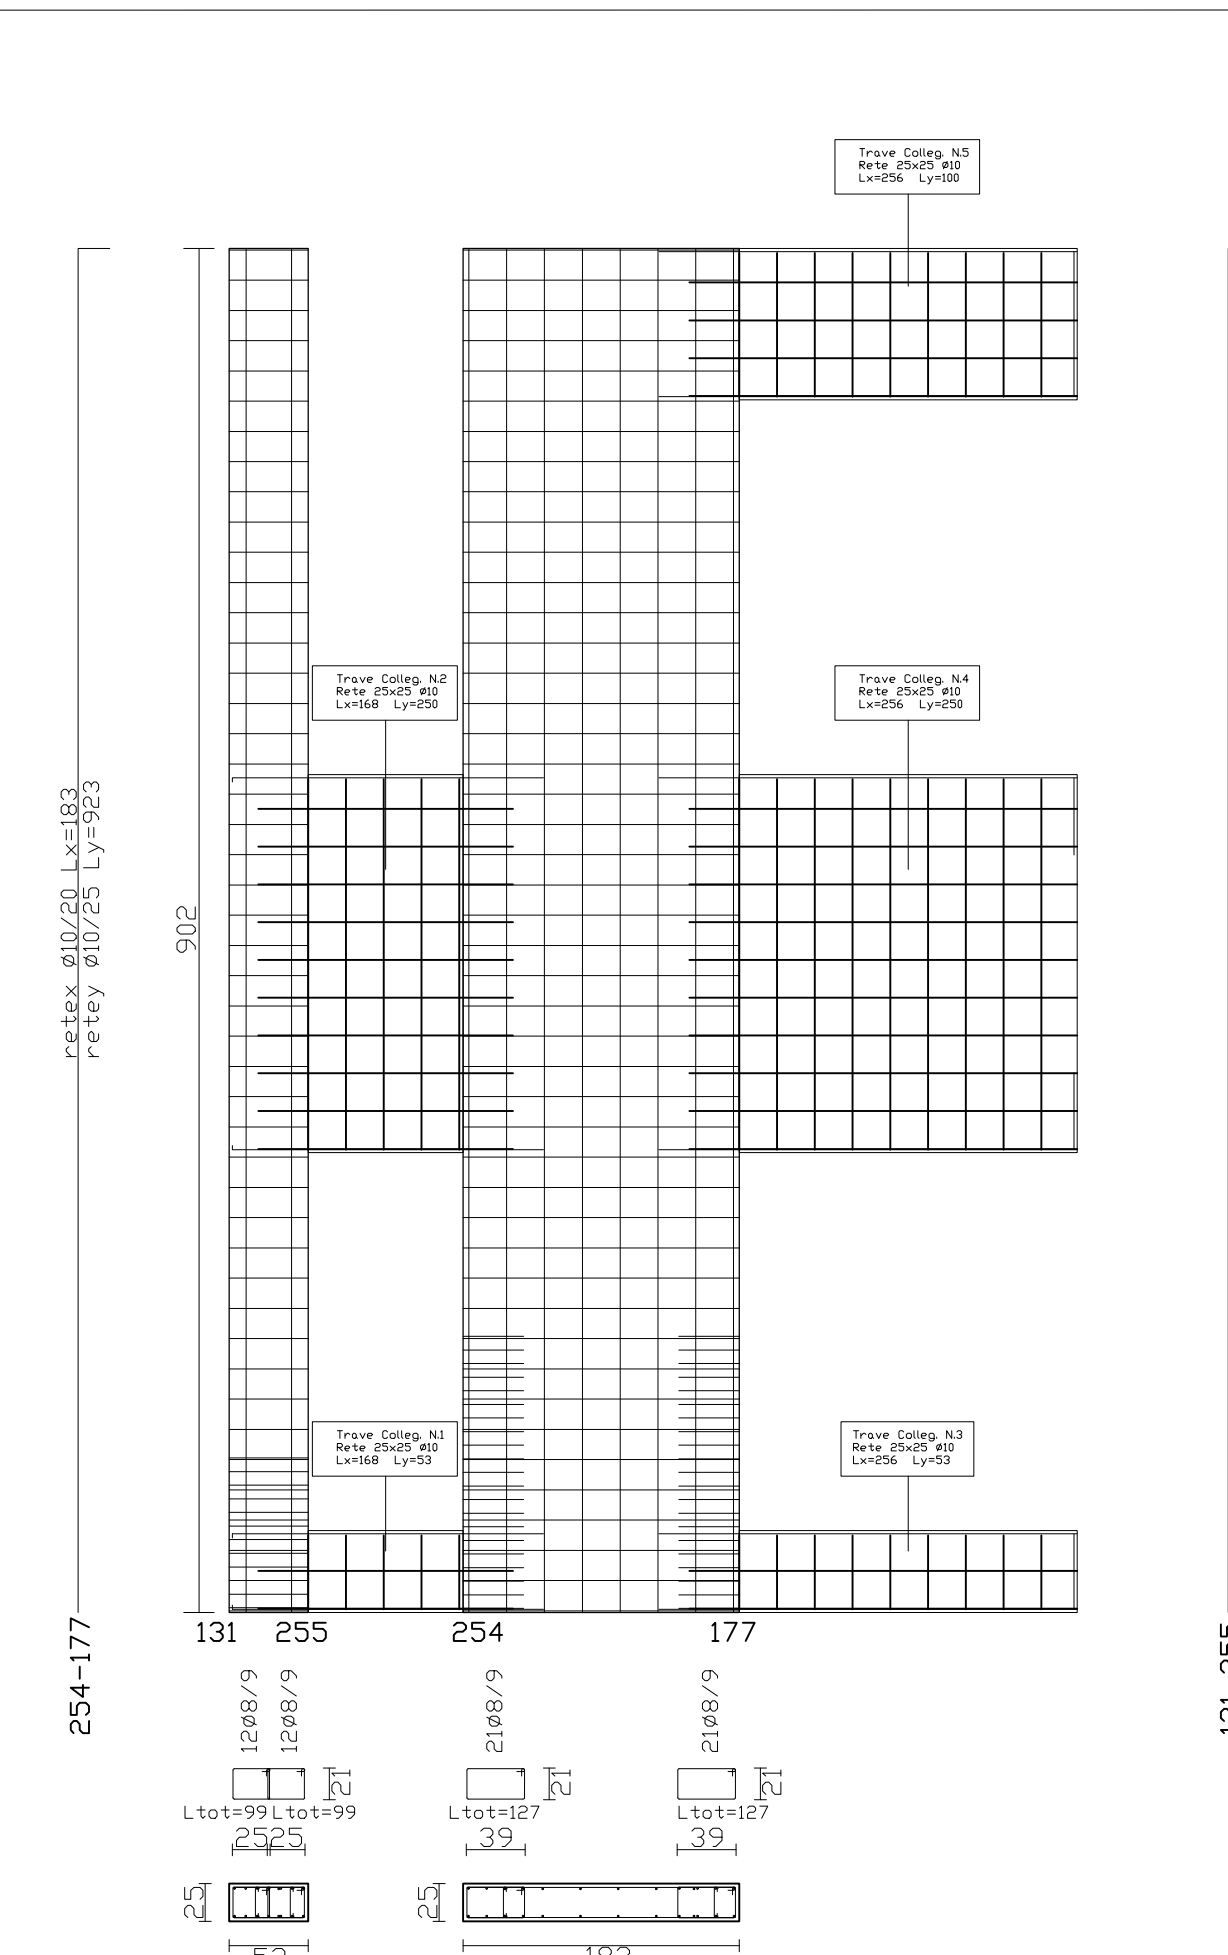 Trave Colleg. N.5
Rete 25x25 Ø10
Lx=256 Ly=100
Trave Colleg. N.2
Rete 25x25 Ø10
Lx=168 Ly=250
Trave Colleg. N.4
Rete 25x25 Ø10
Lx=256 Ly=250
retex Ø10/20 Lx=183
retey Ø10/25 Ly=923
902
Trave Colleg. N.1
Rete 25x25 Ø10
Lx=168 Ly=53
Trave Colleg. N.3
Rete 25x25 Ø10
Lx=256 Ly=53
131 255 254 177
254-177
12Ø8/9 12Ø8/9 21Ø8/9 21Ø8/9
21 21 21
Ltot=99 Ltot=99 Ltot=127 Ltot=127
25 25 39 39
25 25